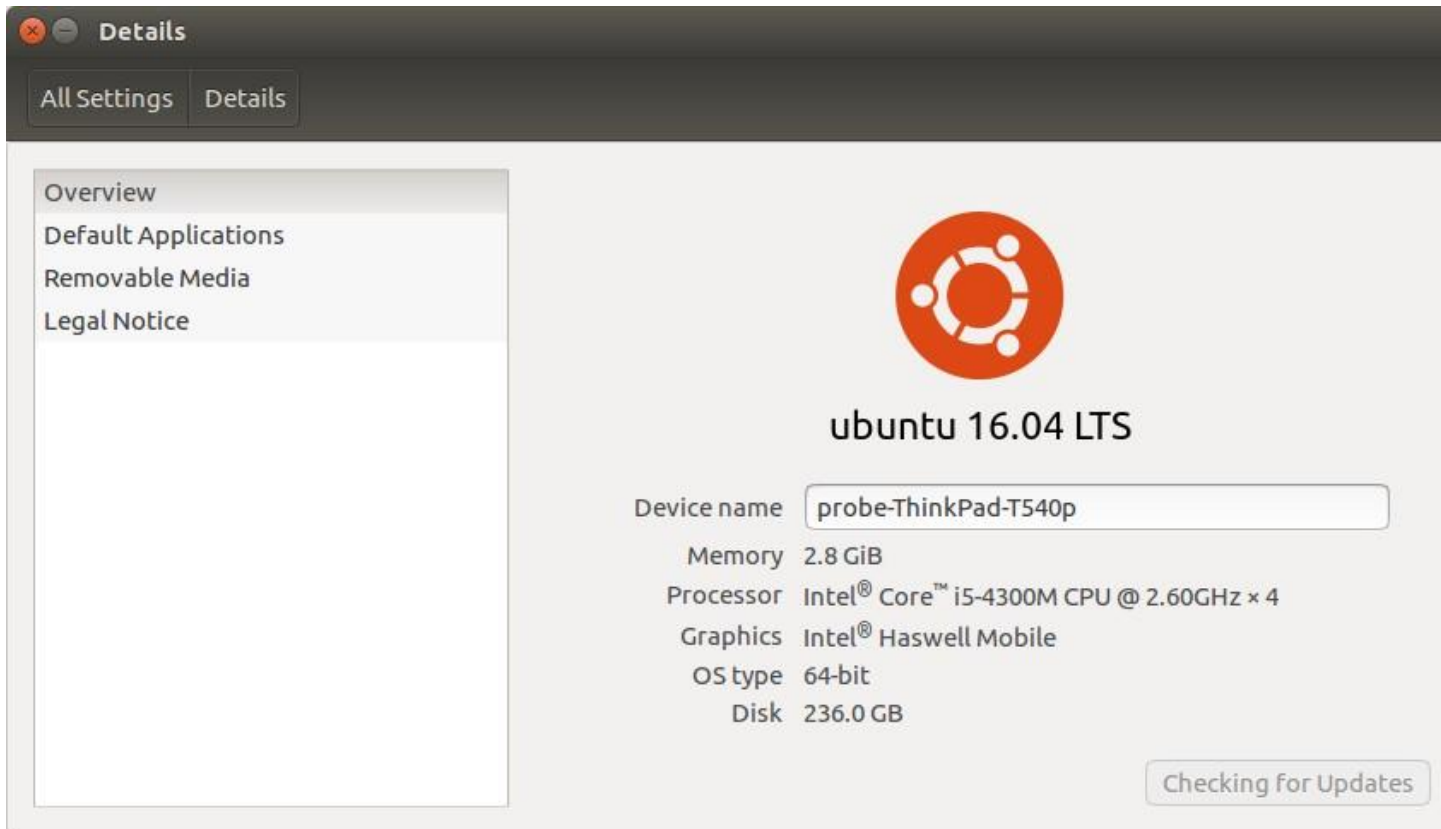 Details
All Settings Details
Overview
Default Applications
Removable Media
Legal Notice
ubuntu 16.04 LTS
Device name probe-ThinkPad-T540p
Memory 2.8 GiB
Processor Intel® Core™ i5-4300M CPU @ 2.60GHz × 4
Graphics Intel® Haswell Mobile
OS type 64-bit
Disk 236.0 GB
Checking for Updates